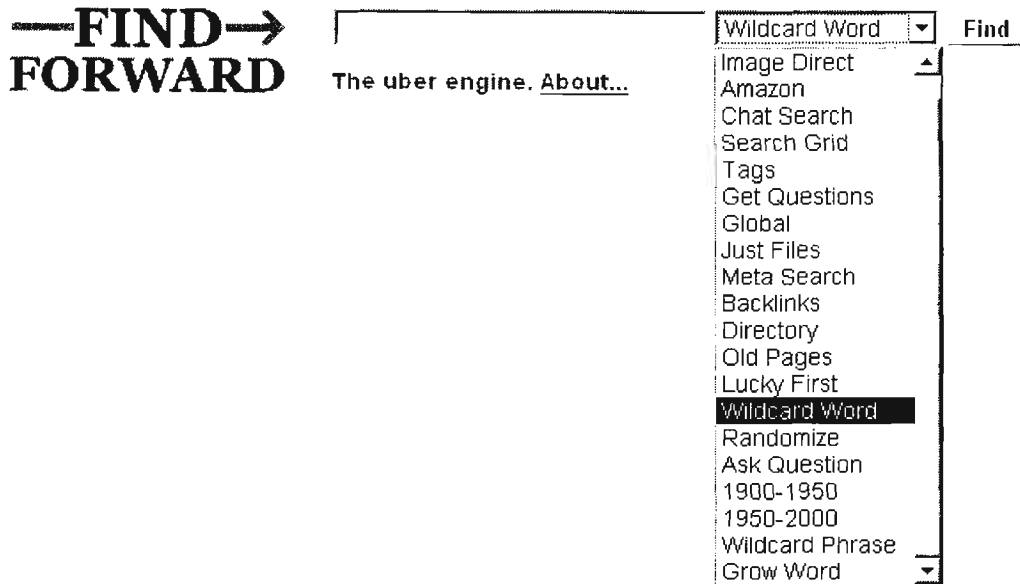 —FIND→
FORWARD
The uber engine. About...
Wildcard Word
Find
Image Direct
Amazon
Chat Search
Search Grid
Tags
Get Questions
Global
Just Files
Meta Search
Backlinks
Directory
Old Pages
Lucky First
Wildcard Word
Randomize
Ask Question
1900-1950
1950-2000
Wildcard Phrase
Grow Word